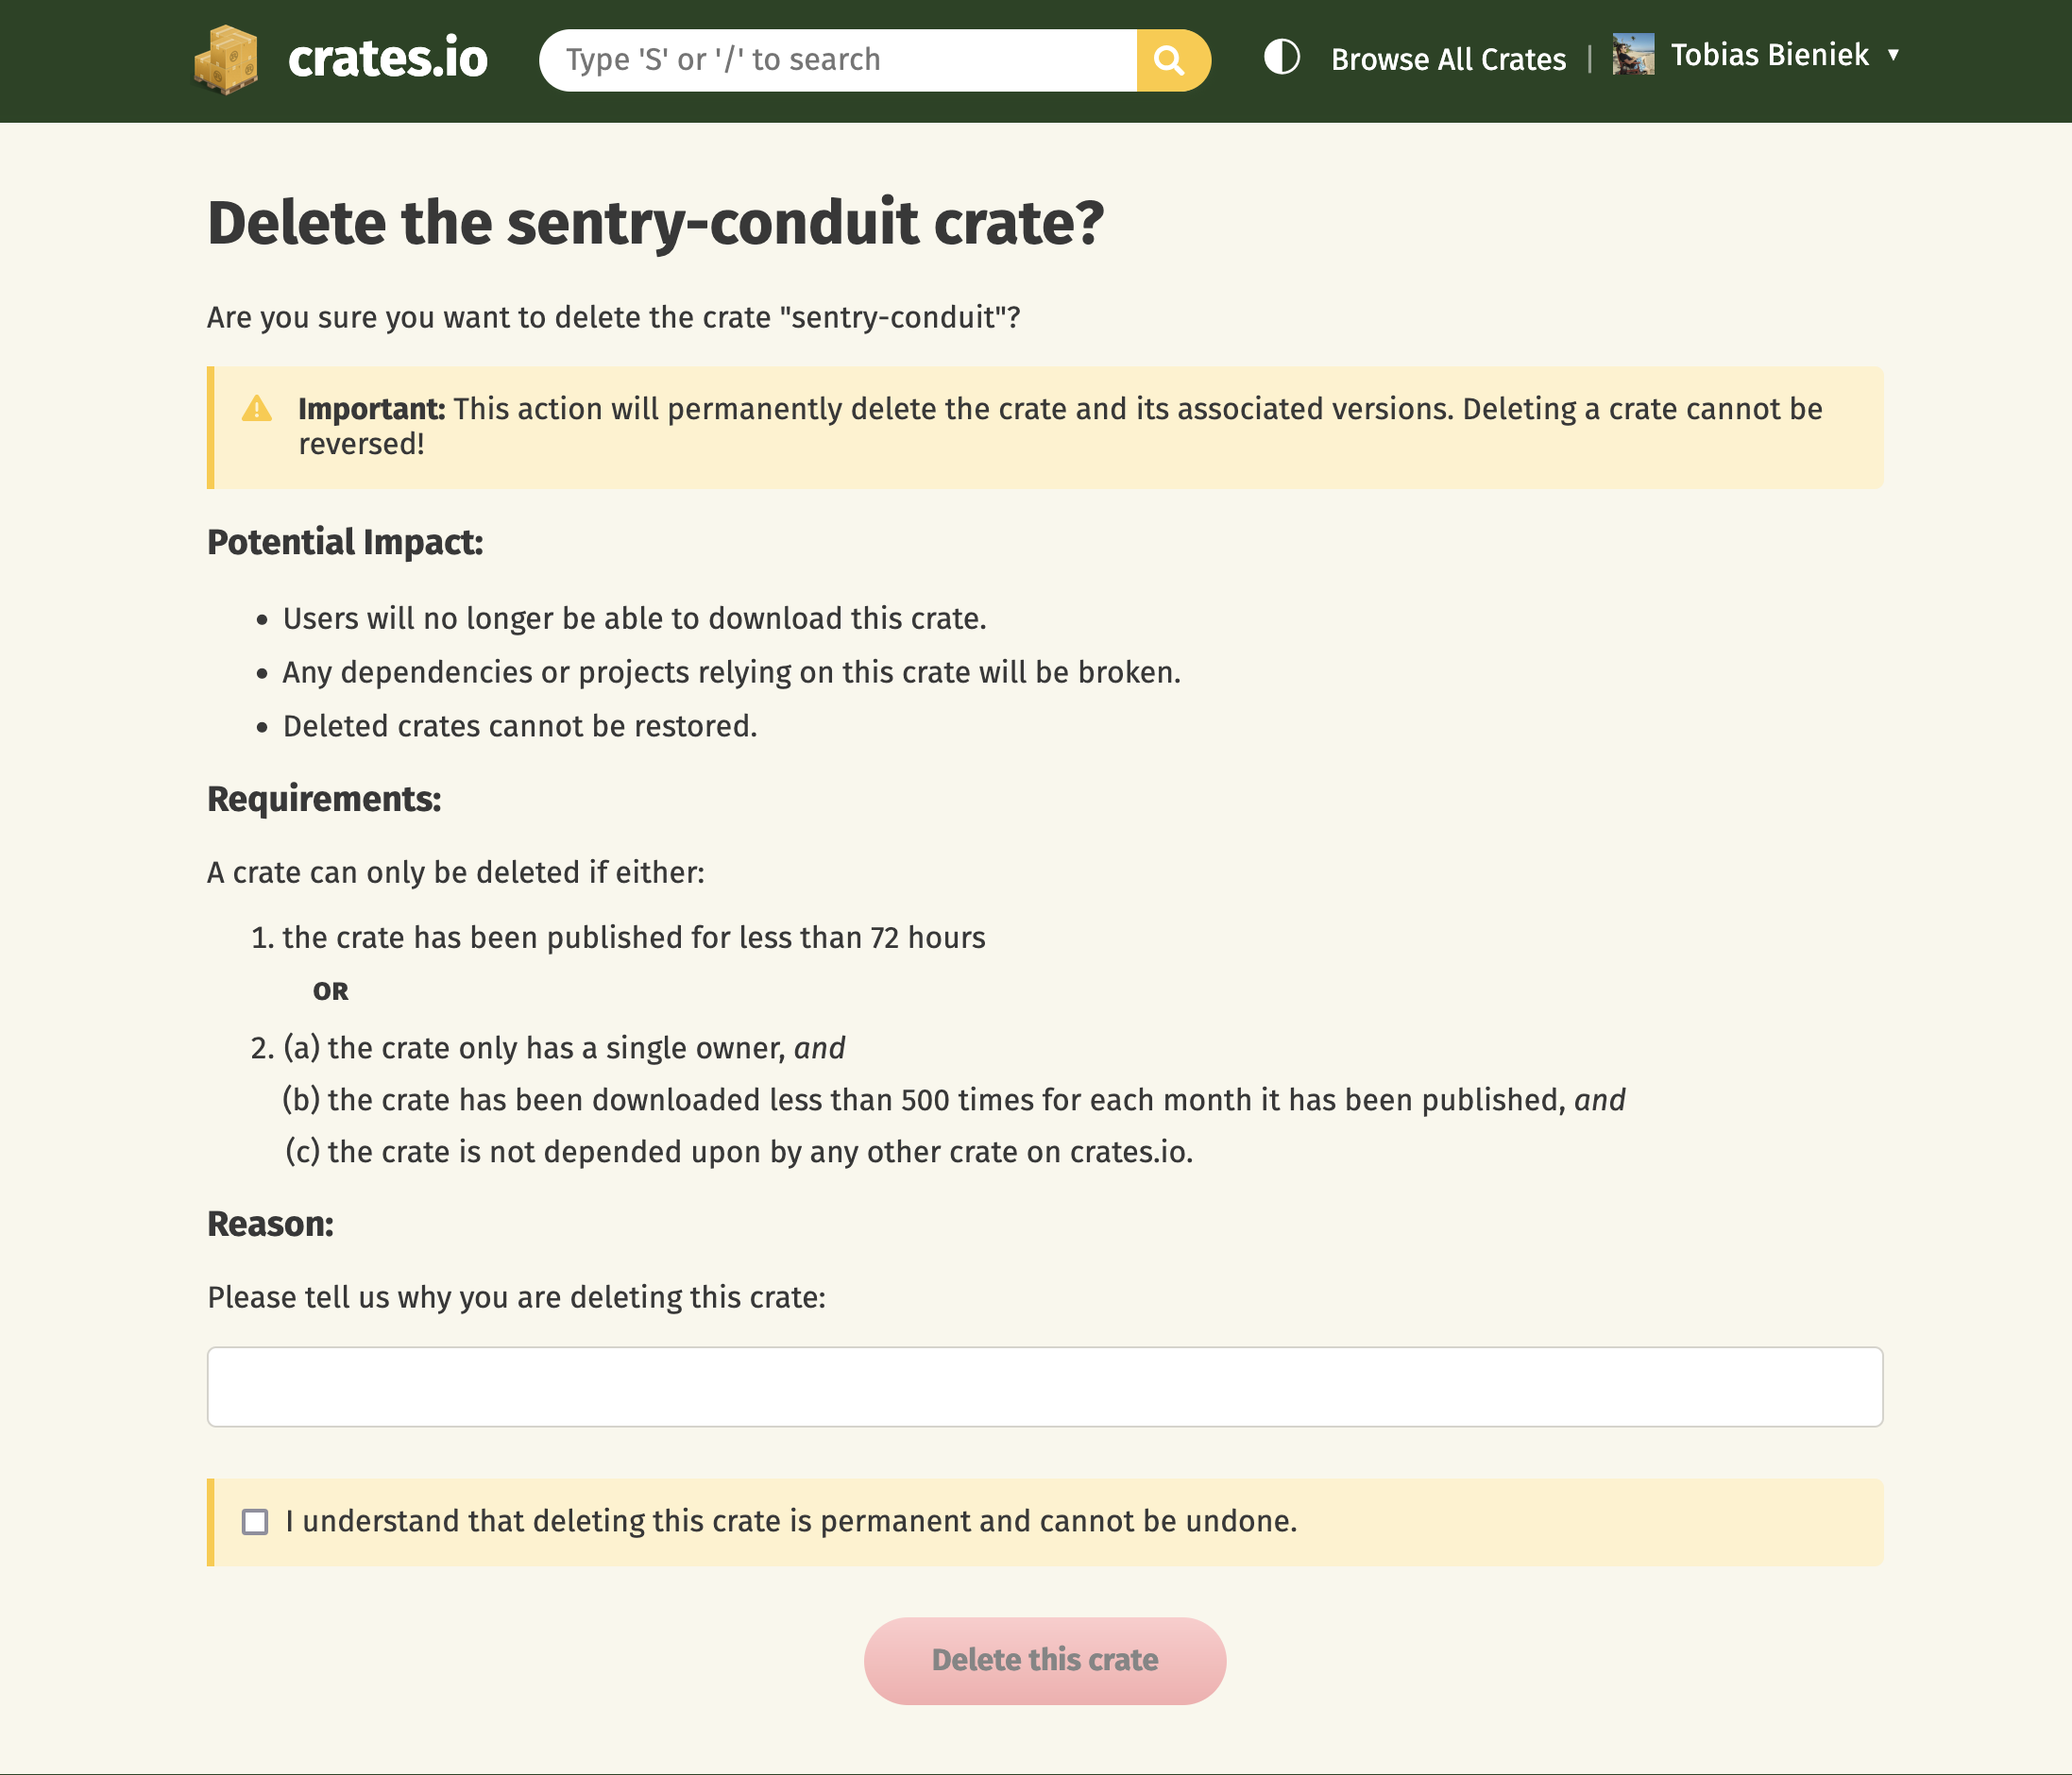 crates.io
Type 'S' or '/' to search
Browse All Crates | Tobias Bieniek ▼
Delete the sentry-conduit crate?
Are you sure you want to delete the crate "sentry-conduit"?
Important: This action will permanently delete the crate and its associated versions. Deleting a crate cannot be
reversed!
Potential Impact:
• Users will no longer be able to download this crate.
• Any dependencies or projects relying on this crate will be broken.
• Deleted crates cannot be restored.
Requirements:
A crate can only be deleted if either:
1. the crate has been published for less than 72 hours
OR
2. (a) the crate only has a single owner, and
(b) the crate has been downloaded less than 500 times for each month it has been published, and
(c) the crate is not depended upon by any other crate on crates.io.
Reason:
Please tell us why you are deleting this crate:
I understand that deleting this crate is permanent and cannot be undone.
Delete this crate